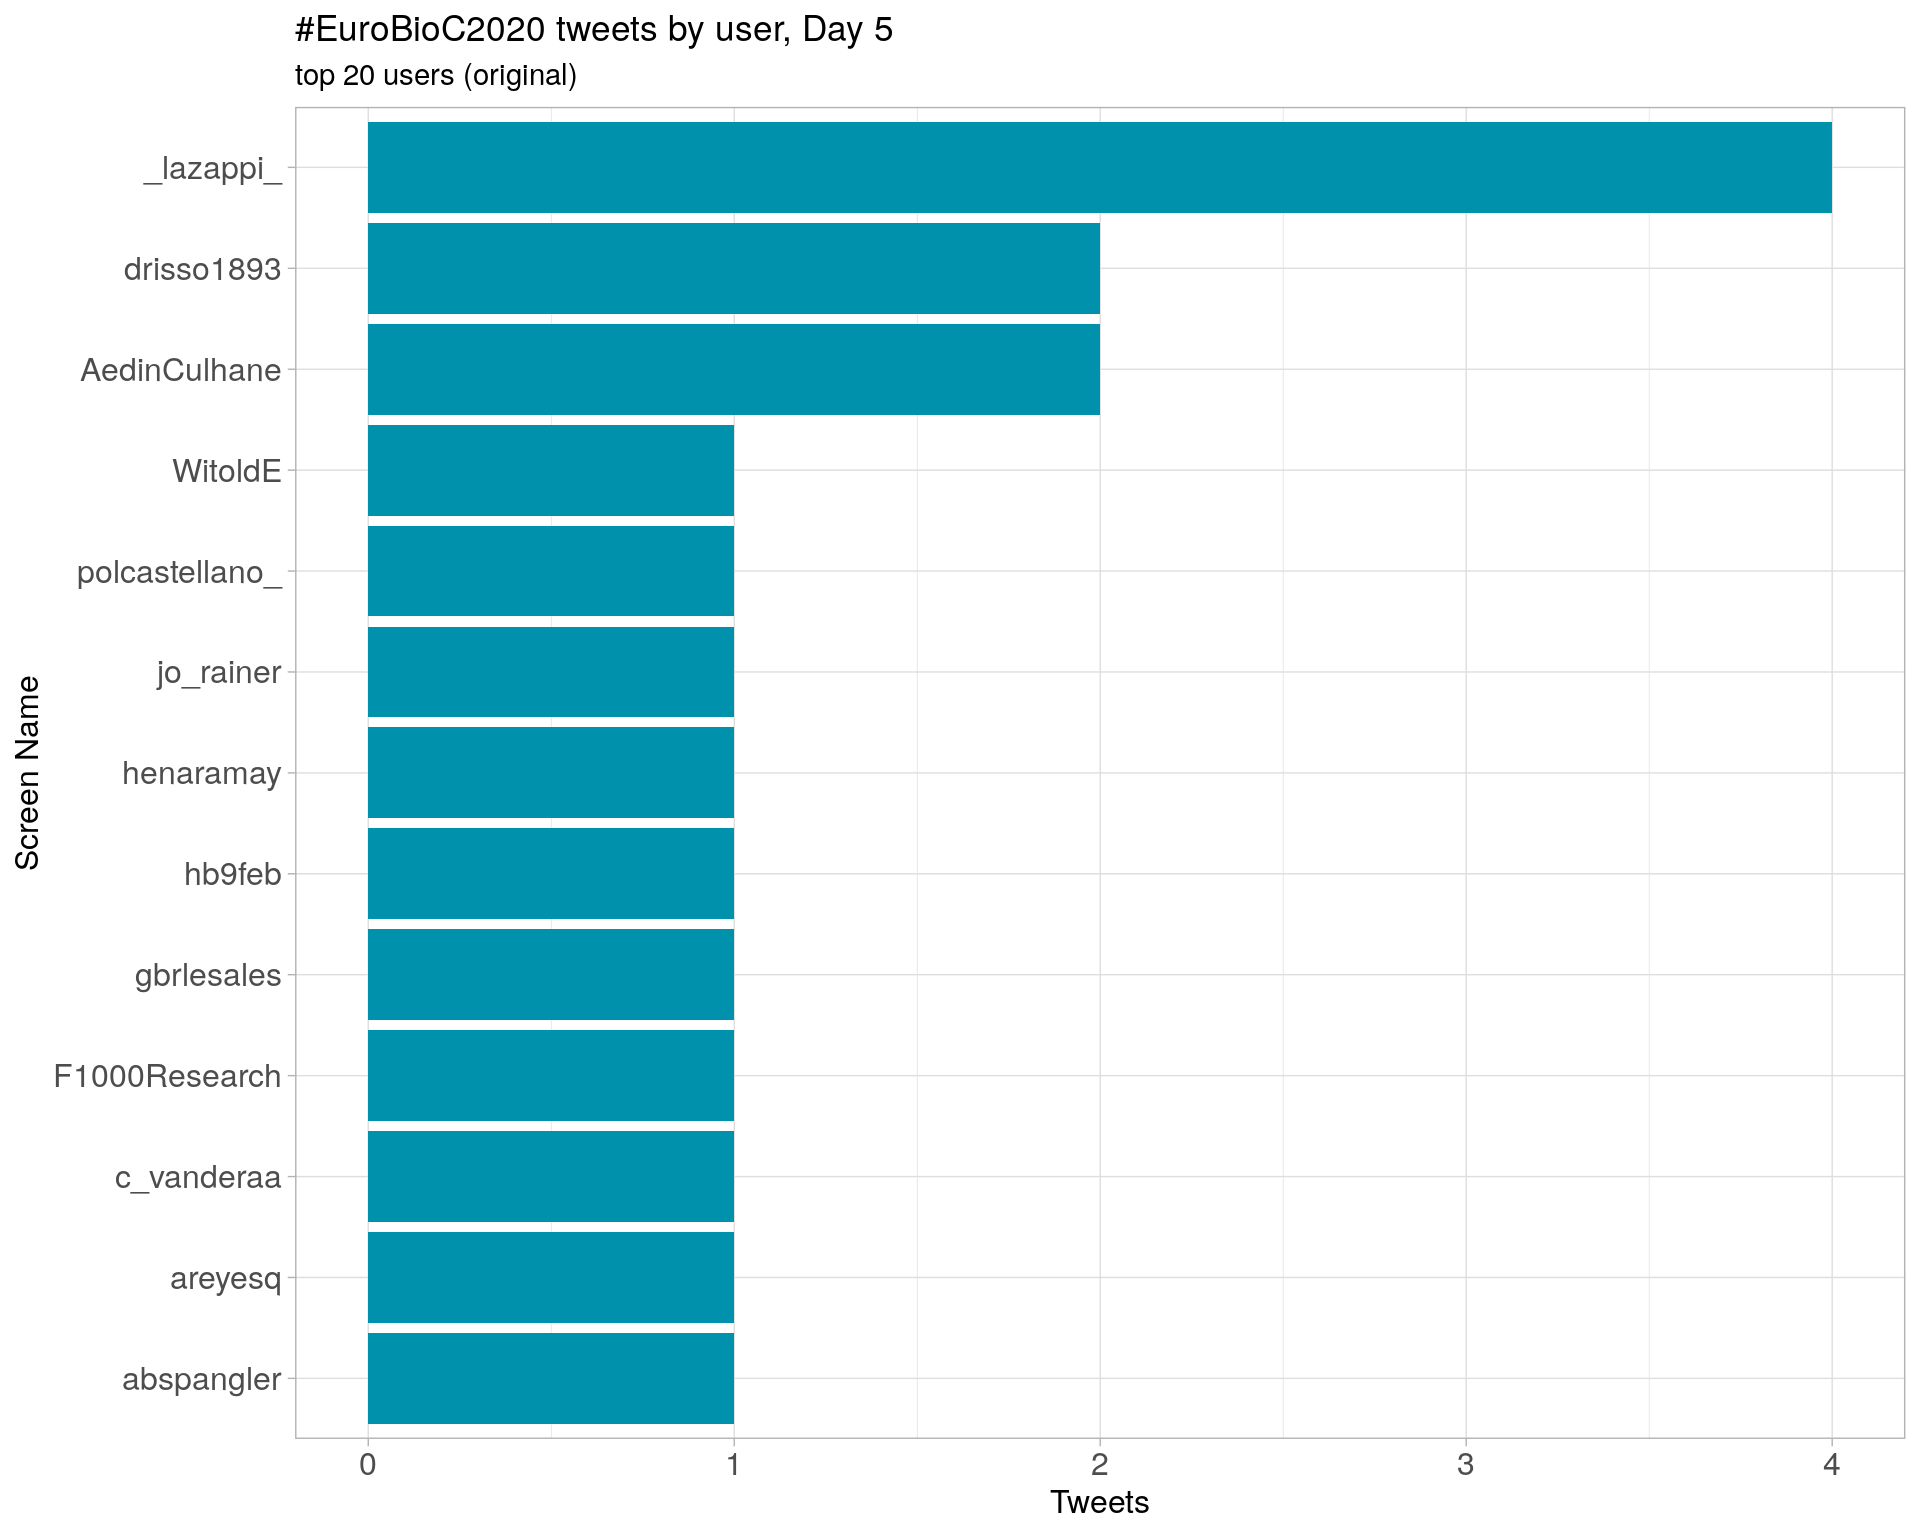 #EuroBioC2020 tweets by user, Day 5
top 20 users (original)
Screen Name
_lazappi_
drisso1893
AedinCulhane
WitoldE
polcastellano_
jo_rainer
henaramay
hb9feb
gbrlesales
F1000Research
c_vanderaa
areyesq
abspangler
0 1 2 3 4
Tweets